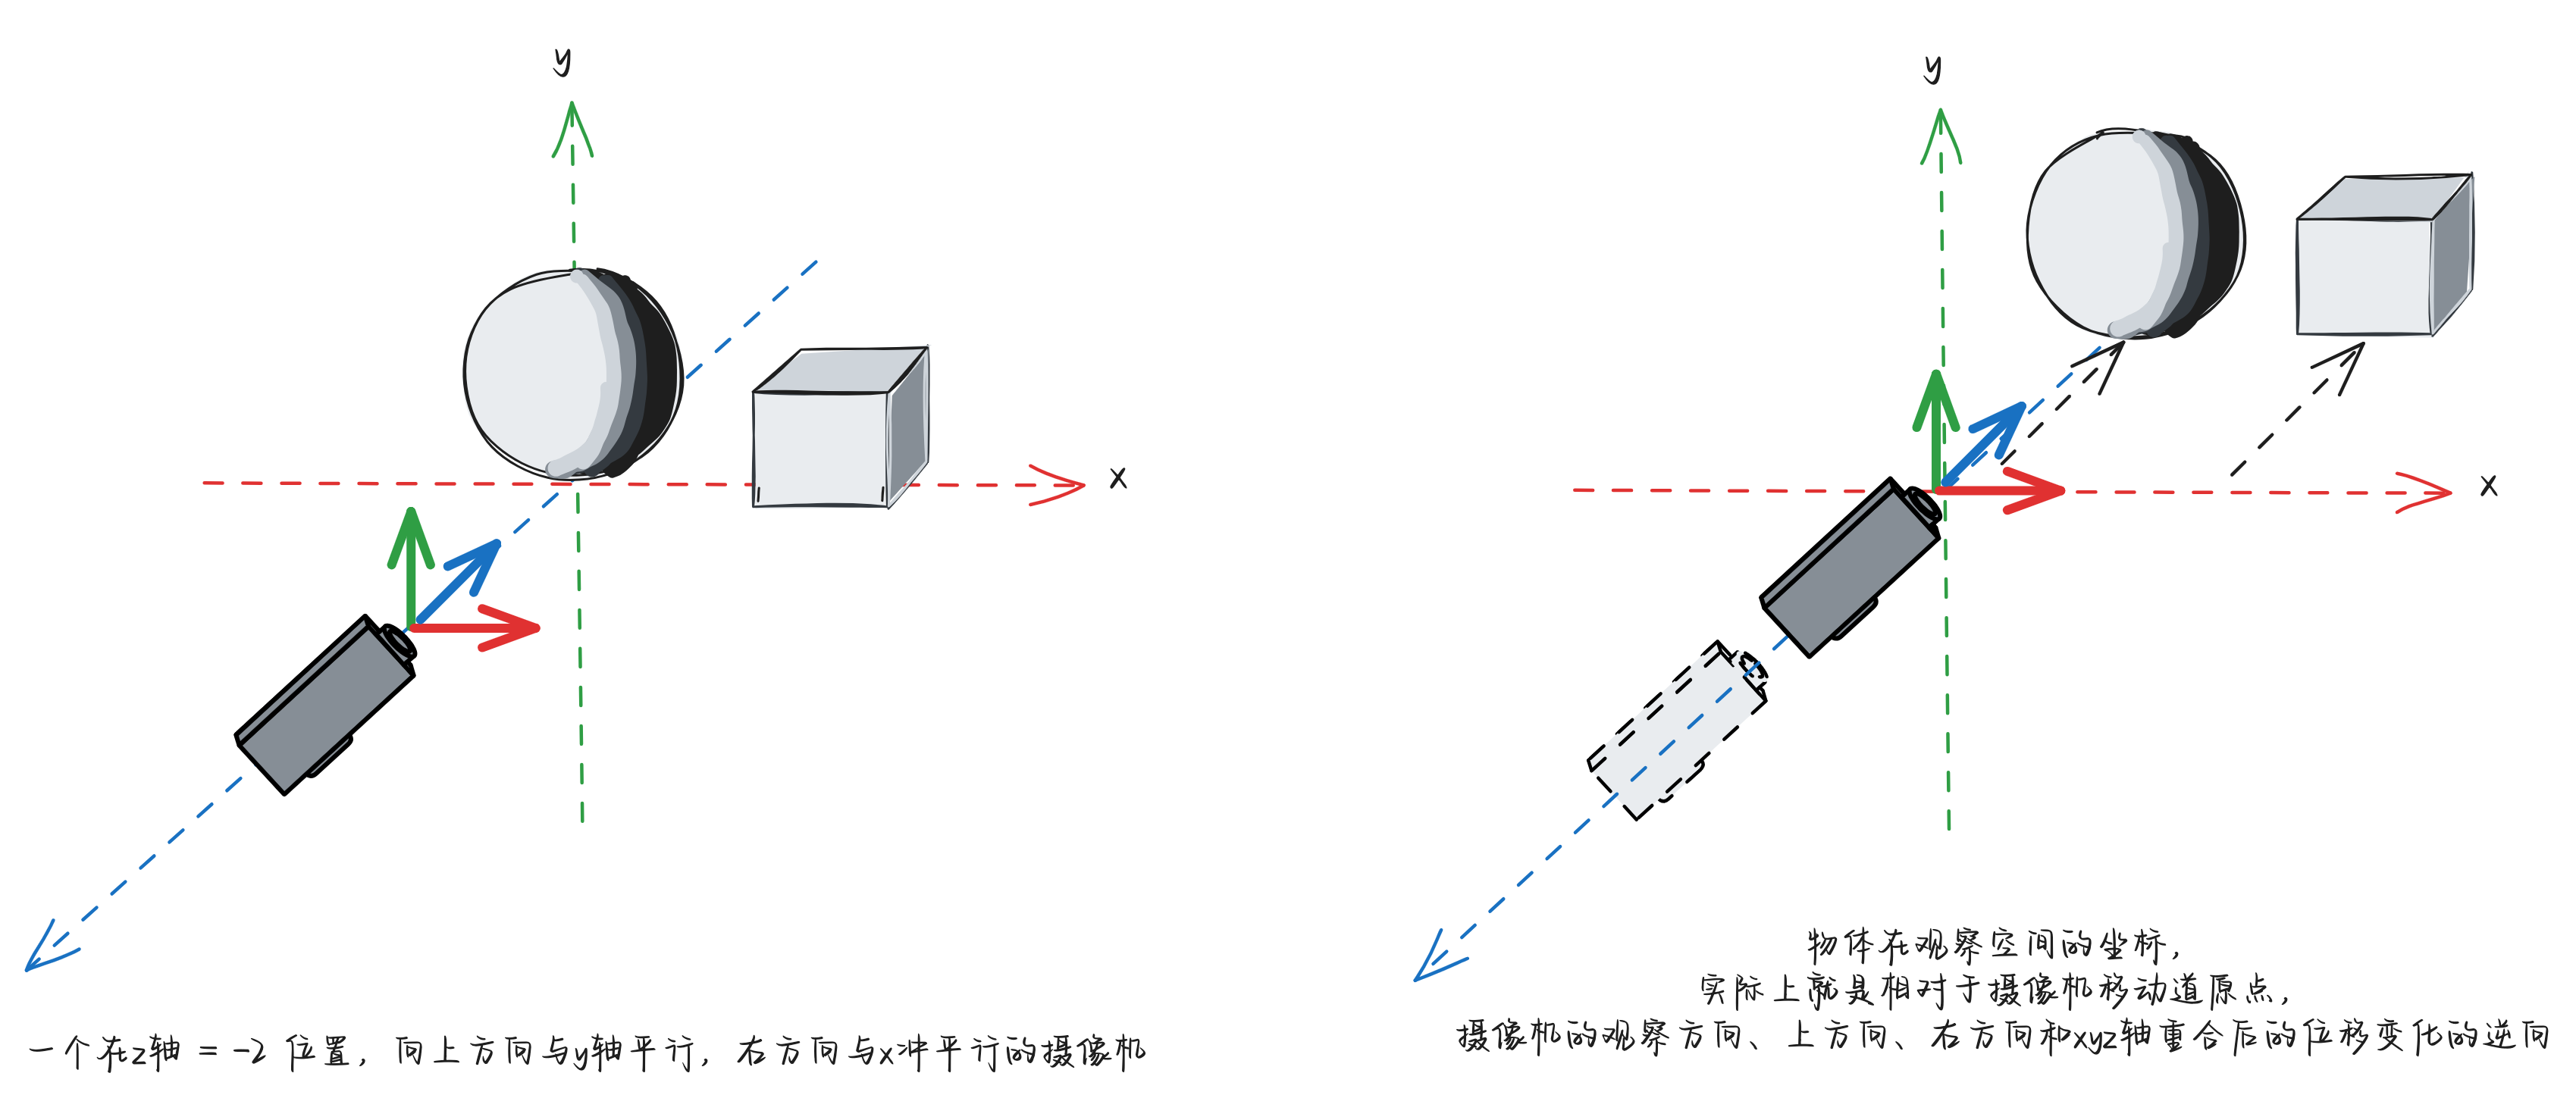 y
x
一个在z轴 = -2 位置, 向上方向与y轴平行, 右方向与x冲平行的摄像机
y
x
物体在观察空间的坐标,
实际上就是相对于摄像机移动道原点,
摄像机的观察方向、上方向、右方向和xyz轴重合后的位移变化的逆向